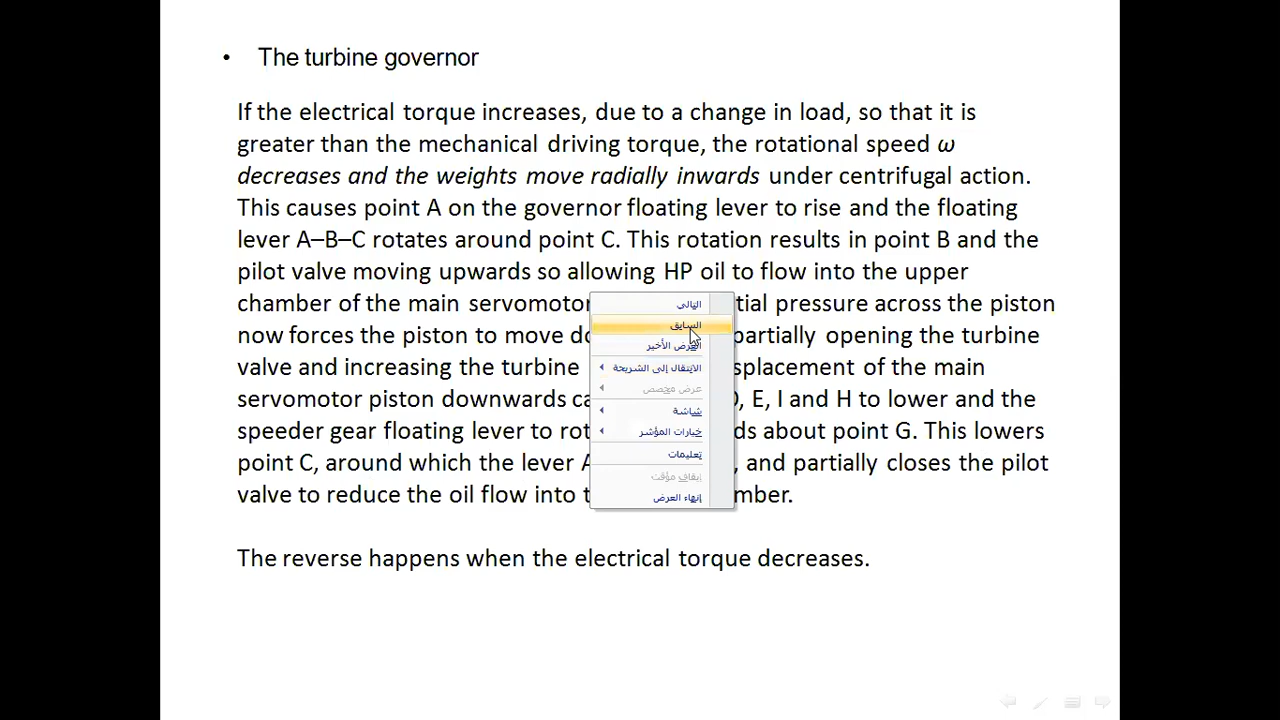 • The turbine governor
If the electrical torque increases, due to a change in load, so that it is
greater than the mechanical driving torque, the rotational speed ω
decreases and the weights move radially inwards under centrifugal action.
This causes point A on the governor floating lever to rise and the floating
lever A–B–C rotates around point C. This rotation results in point B and the
pilot valve moving upwards so allowing HP oil to flow into the upper
chamber of the main servomotor tial pressure across the piston
now forces the piston to move do partially opening the turbine
valve and increasing the turbine splacement of the main
servomotor piston downwards ca , E, I and H to lower and the
speeder gear floating lever to rot ds about point G. This lowers
point C, around which the lever A , and partially closes the pilot
valve to reduce the oil flow into t mber.
The reverse happens when the electrical torque decreases.
التالي
السابق
العرض الأخير
الانتقال إلى الشريحة
عرض مخصص
شاشة
خيارات المؤشر
تعليمات
إيقاف مؤقت
إنهاء العرض